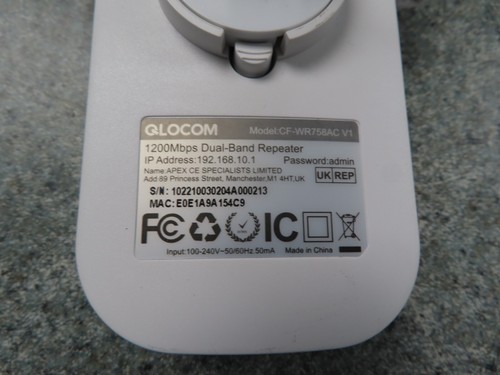 QLOCOM Model:CF-WR758AC V1
1200Mbps Dual-Band Repeater
IP Address:192.168.10.1 Password:admin
Name:APEX CE SPECIALISTS LIMITED
Add:89 Princess Street, Manchester,M1 4HT,UK
UK REP
S/N: 102210030204A000213
MAC:E0E1A9A154C9
FC IC
Input:100-240V~50/60Hz,50mA Made in China